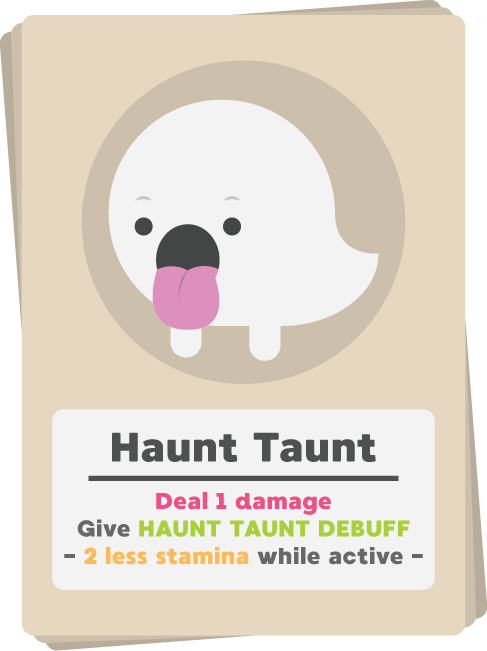 Haunt Taunt
Deal 1 damage
Give HAUNT TAUNT DEBUFF
- 2 less stamina while active -